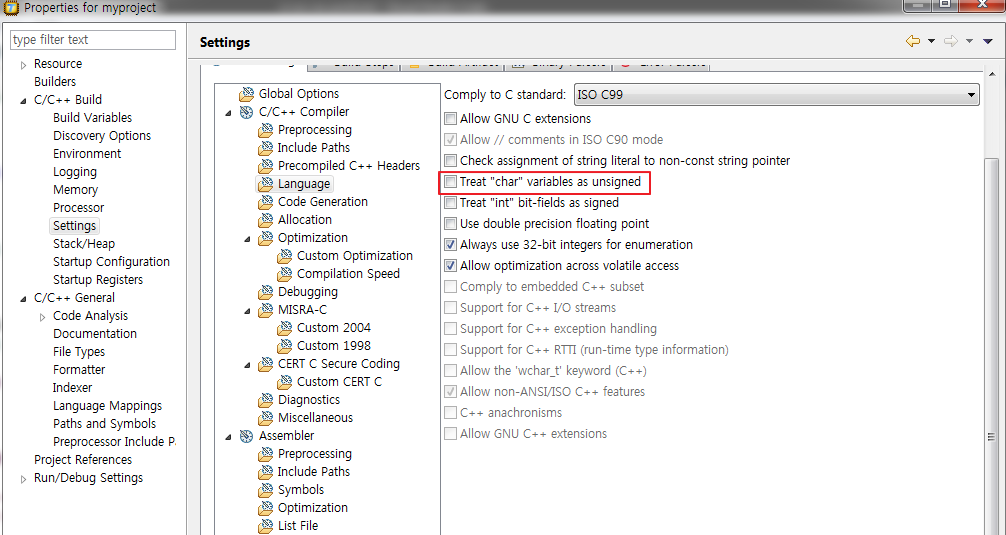 Properties for myproject
type filter text
Resource
Builders
C/C++ Build
Build Variables
Discovery Options
Environment
Logging
Memory
Processor
Settings
Stack/Heap
Startup Configuration
Startup Registers
C/C++ General
Code Analysis
Documentation
File Types
Formatter
Indexer
Language Mappings
Paths and Symbols
Preprocessor Include P
Project References
Run/Debug Settings
Settings
Global Options
C/C++ Compiler
Preprocessing
Include Paths
Precompiled C++ Headers
Language
Code Generation
Allocation
Optimization
Custom Optimization
Compilation Speed
Debugging
MISRA-C
Custom 2004
Custom 1998
CERT C Secure Coding
Custom CERT C
Diagnostics
Miscellaneous
Assembler
Preprocessing
Include Paths
Symbols
Optimization
List File
Comply to C standard: ISO C99
Allow GNU C extensions
Allow // comments in ISO C90 mode
Check assignment of string literal to non-const string pointer
Treat "char" variables as unsigned
Treat "int" bit-fields as signed
Use double precision floating point
Always use 32-bit integers for enumeration
Allow optimization across volatile access
Comply to embedded C++ subset
Support for C++ I/O streams
Support for C++ exception handling
Support for C++ RTTI (run-time type information)
Allow the 'wchar_t' keyword (C++)
Allow non-ANSI/ISO C++ features
C++ anachronisms
Allow GNU C++ extensions